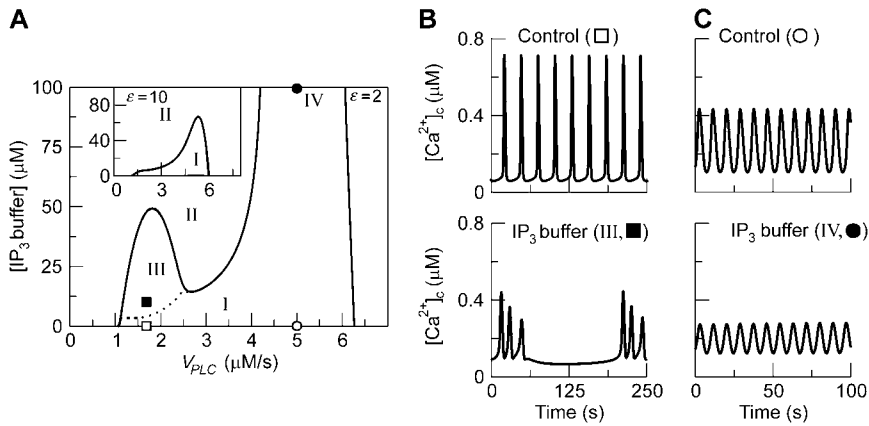 A
[IP3 buffer] (μM)
100
75
50
25
0
0
1
2
3
4
5
6
VPLC (μM/s)
IV
ε=2
II
III
I
ε=10
80
40
0
0
3
6
II
I
B
Control (□)
[Ca2+]c (μM)
0.8
0.4
0
IP3 buffer (III, ■)
[Ca2+]c (μM)
0.8
0.4
0
0
125
250
Time (s)
C
Control (○)
IP3 buffer (IV, ●)
0
50
100
Time (s)